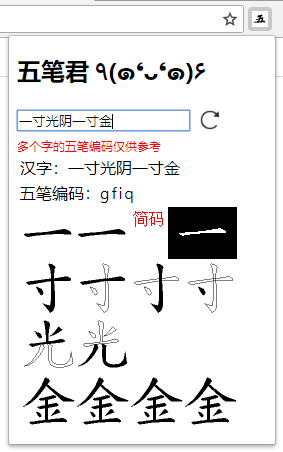 五
五笔君 ٩(๑❛ᴗ❛๑)۶
一寸光阴一寸金
多个字的五笔编码仅供参考
汉字：一寸光阴一寸金
五笔编码：gfiq
一一 简码 一
寸寸寸寸
光光
金金金金